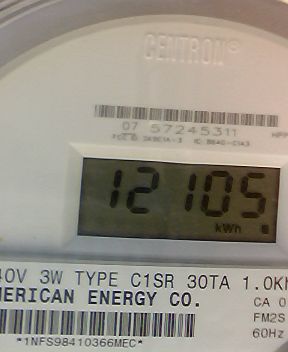 CENTRON®
07 57245311
12105
kWh
40V 3W TYPE C1SR 30TA 1.0K
MERICAN ENERGY CO.
CA 0
FM2S
60Hz
*1NFS98410366MEC*